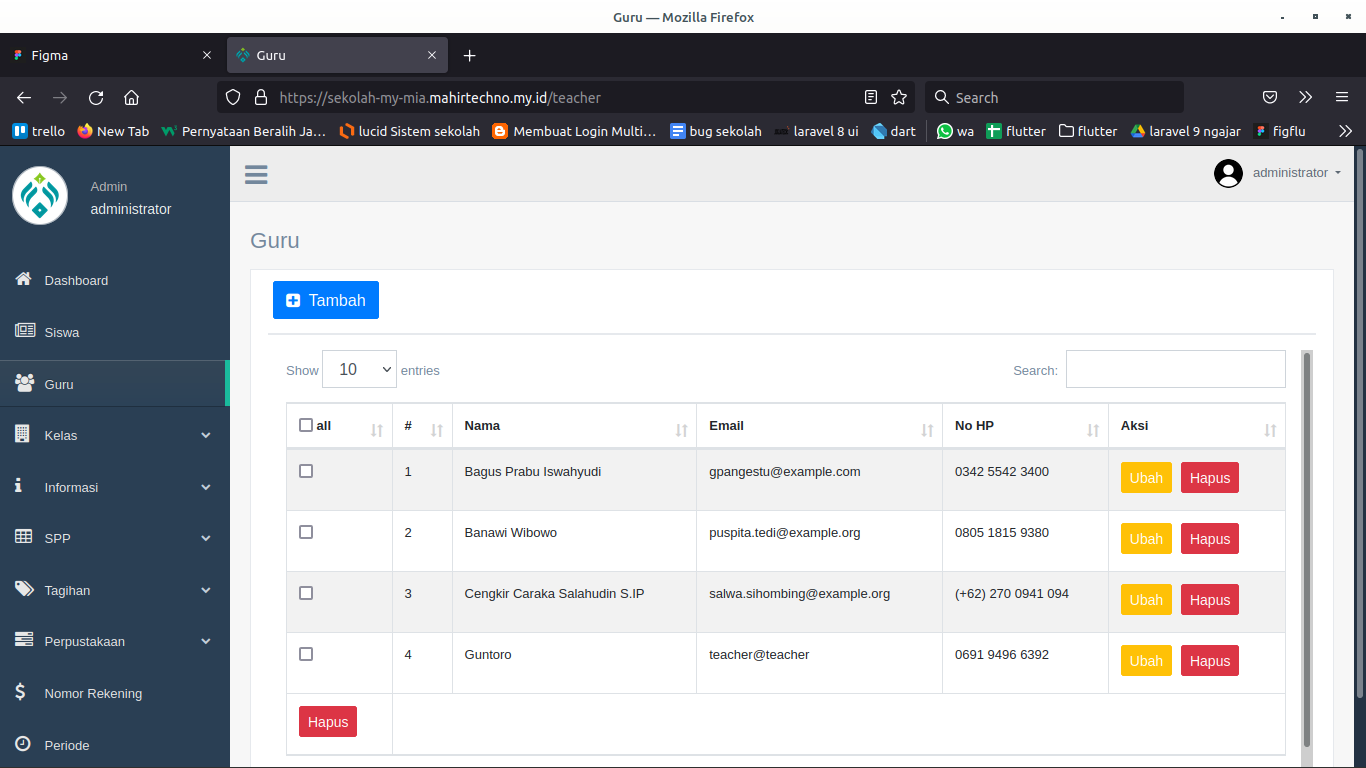 Guru — Mozilla Firefox
Figma
Guru
https://sekolah-my-mia.mahirtechno.my.id/teacher
Search
trello New Tab Pernyataan Beralih Ja… lucid Sistem sekolah Membuat Login Multi… bug sekolah laravel 8 ui dart wa flutter flutter laravel 9 ngajar figflu
Admin
administrator
administrator
Dashboard
Siswa
Guru
Kelas
Informasi
SPP
Tagihan
Perpustakaan
Nomor Rekening
Periode
Guru
Tambah
Show 10 entries Search:
all # Nama Email No HP Aksi
1 Bagus Prabu Iswahyudi gpangestu@example.com 0342 5542 3400 Ubah Hapus
2 Banawi Wibowo puspita.tedi@example.org 0805 1815 9380 Ubah Hapus
3 Cengkir Caraka Salahudin S.IP salwa.sihombing@example.org (+62) 270 0941 094 Ubah Hapus
4 Guntoro teacher@teacher 0691 9496 6392 Ubah Hapus
Hapus